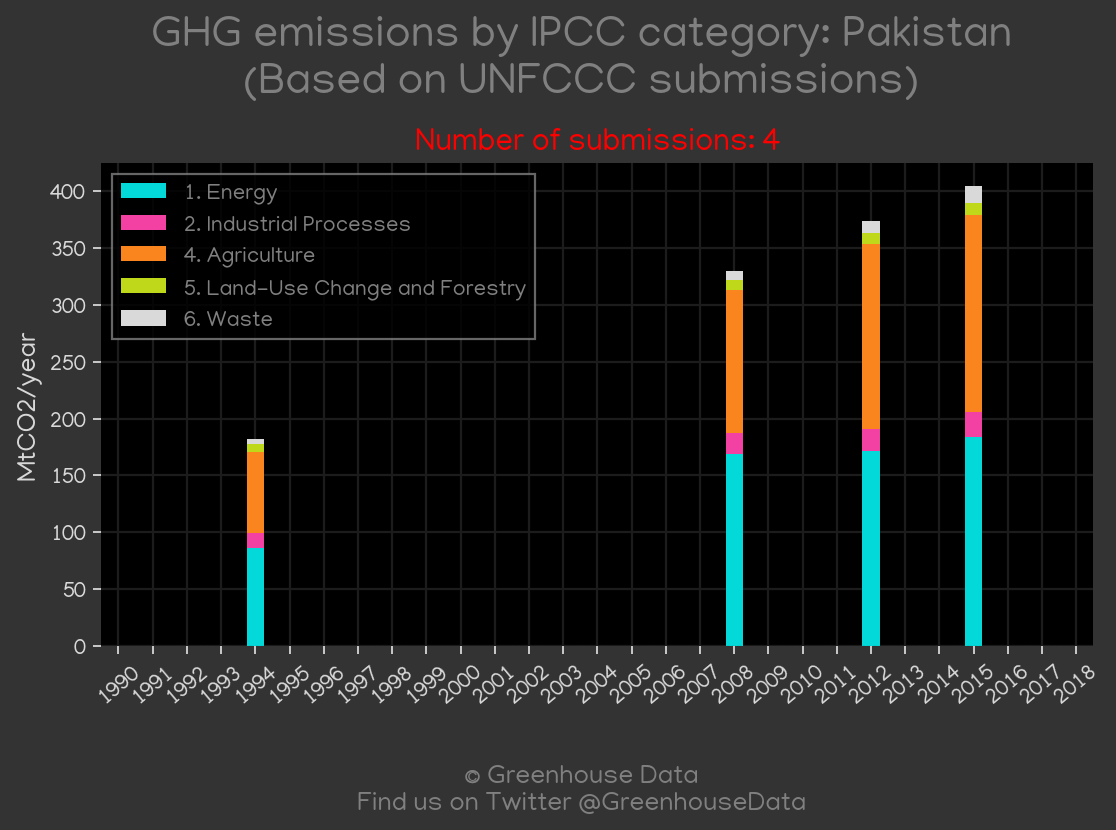 GHG emissions by IPCC category: Pakistan
(Based on UNFCCC submissions)
Number of submissions: 4
1. Energy
2. Industrial Processes
4. Agriculture
5. Land-Use Change and Forestry
6. Waste
MtCO2/year
400
350
300
250
200
150
100
50
0
1990 1991 1992 1993 1994 1995 1996 1997 1998 1999 2000 2001 2002 2003 2004 2005 2006 2007 2008 2009 2010 2011 2012 2013 2014 2015 2016 2017 2018
© Greenhouse Data
Find us on Twitter @GreenhouseData